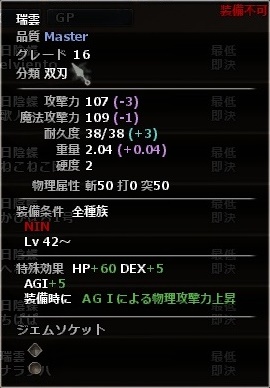 装備不可
瑞雲
GP
品質 Master
グレード 16
分類 双刃
攻撃力 107 (-3)
魔法攻撃力 109 (-1)
耐久度 38/38 (+3)
重量 2.04 (+0.04)
硬度 2
物理属性 斬50 打0 突50
装備条件 全種族
NIN
Lv 42～
特殊効果 HP+60 DEX+5
AGI+5
装備時に AGIによる物理攻撃力上昇
ジェムソケット
最低
即決
最低
即決
最低
即決
最低
即決
瑞雲
最低
即決